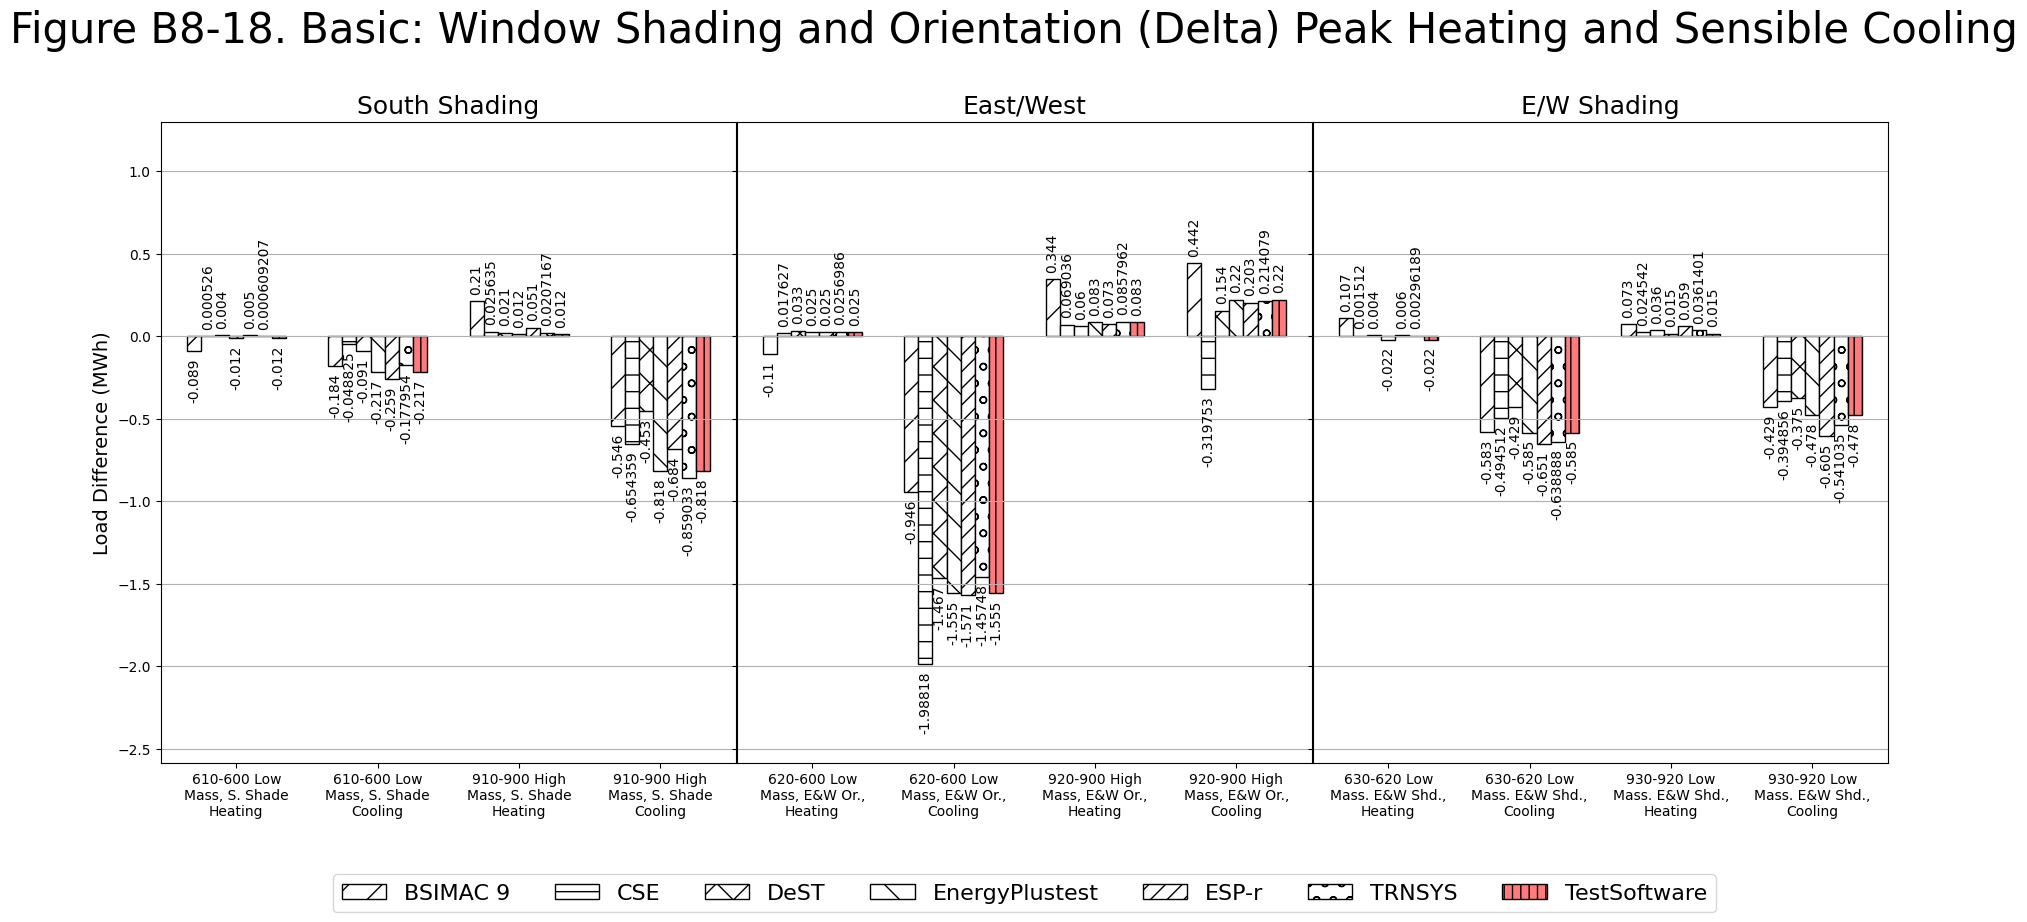 Figure B8-18. Basic: Window Shading and Orientation (Delta) Peak Heating and Sensible Cooling
South Shading
East/West
E/W Shading
Load Difference (MWh)
1.0
0.5
0.0
−0.5
−1.0
−1.5
−2.0
−2.5
-0.089
0.000526
0.004
-0.012
0.005
0.000609207
-0.012
-0.184
-0.048825
-0.091
-0.217
-0.259
-0.177954
-0.217
0.21
0.025635
0.021
0.012
0.051
0.0207167
0.012
-0.546
-0.654359
-0.453
-0.818
-0.684
-0.859033
-0.818
-0.11
0.017627
0.033
0.025
0.025
0.0256986
0.025
-0.946
-1.98818
-1.467
-1.555
-1.571
-1.45748
-1.555
0.344
0.069036
0.06
0.083
0.073
0.0857962
0.083
0.442
-0.319753
0.154
0.22
0.203
0.214079
0.22
0.107
0.001512
0.004
-0.022
0.006
0.00296189
-0.022
-0.583
-0.494512
-0.429
-0.585
-0.651
-0.638888
-0.585
0.073
0.024542
0.036
0.015
0.059
0.0361401
0.015
-0.429
-0.394856
-0.375
-0.478
-0.605
-0.541035
-0.478
610-600 Low
Mass, S. Shade
Heating
610-600 Low
Mass, S. Shade
Cooling
910-900 High
Mass, S. Shade
Heating
910-900 High
Mass, S. Shade
Cooling
620-600 Low
Mass, E&W Or.,
Heating
620-600 Low
Mass, E&W Or.,
Cooling
920-900 High
Mass, E&W Or.,
Heating
920-900 High
Mass, E&W Or.,
Cooling
630-620 Low
Mass. E&W Shd.,
Heating
630-620 Low
Mass. E&W Shd.,
Cooling
930-920 Low
Mass. E&W Shd.,
Heating
930-920 Low
Mass. E&W Shd.,
Cooling
BSIMAC 9
CSE
DeST
EnergyPlustest
ESP-r
TRNSYS
TestSoftware